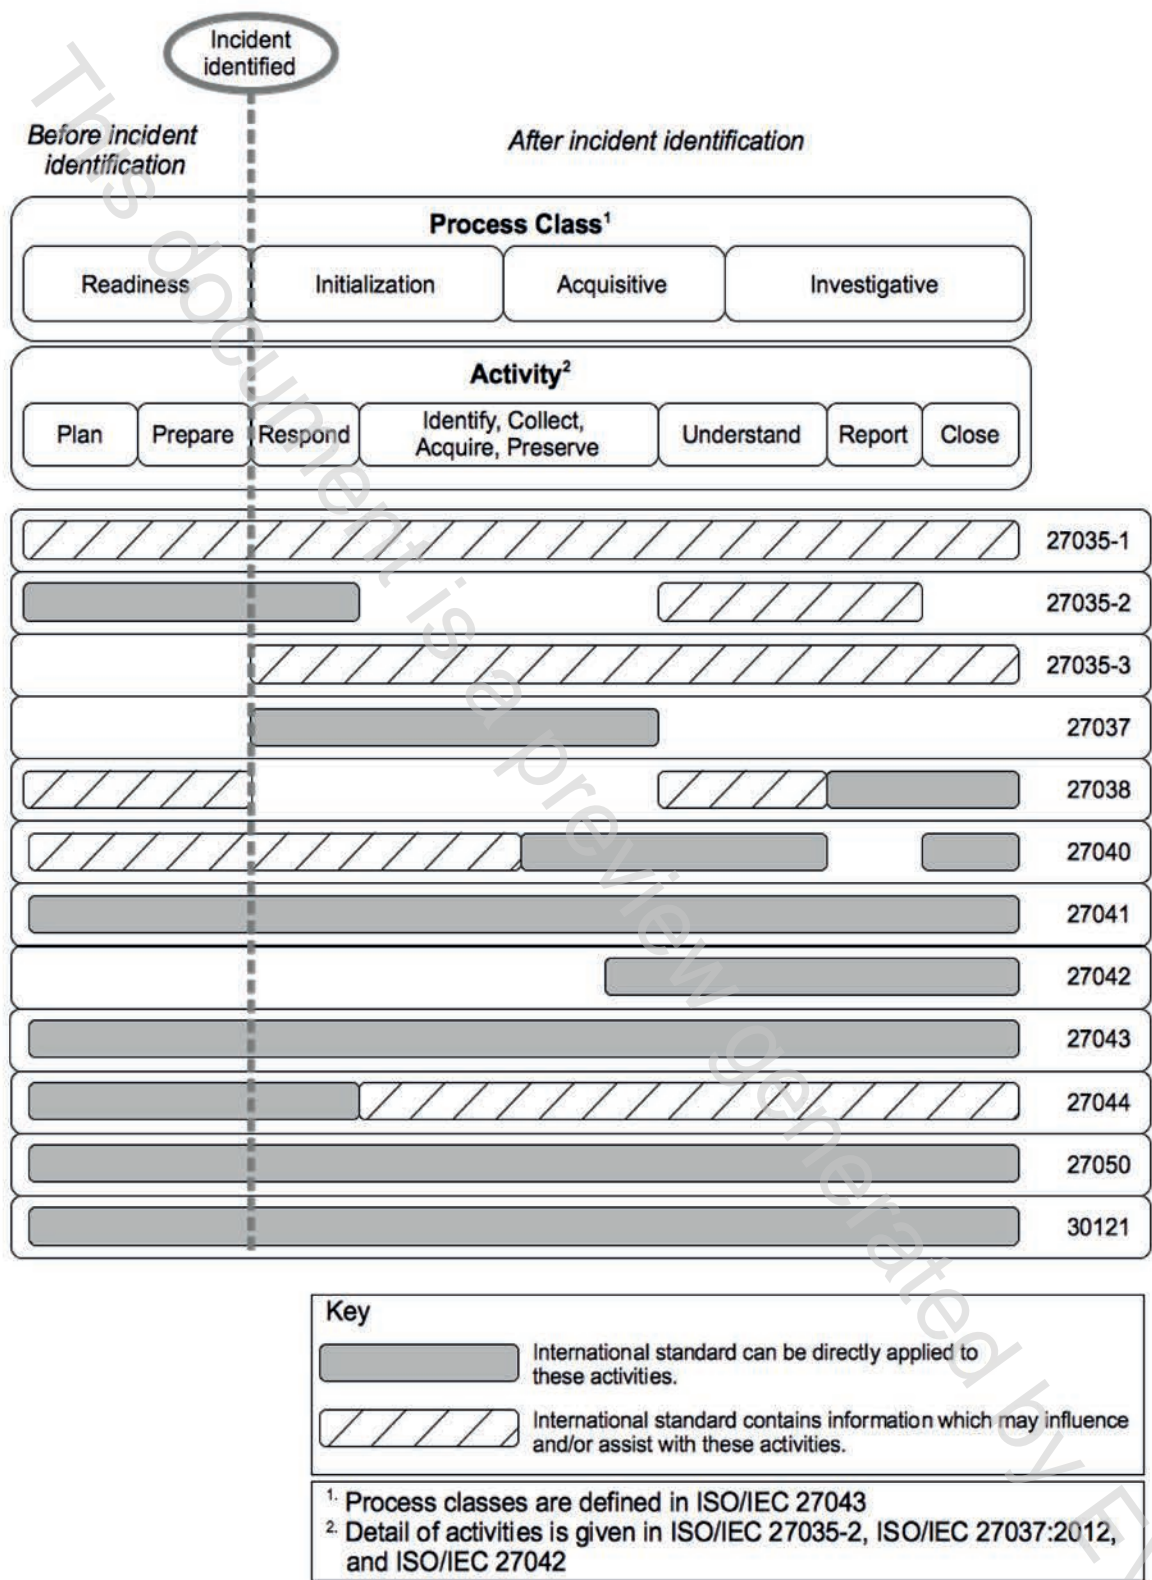 Incident
identified
Before incident
identification
After incident identification
Process Class¹
Readiness
Initialization
Acquisitive
Investigative
Activity²
Plan
Prepare
Respond
Identify, Collect,
Acquire, Preserve
Understand
Report
Close
27035-1
27035-2
27035-3
27037
27038
27040
27041
27042
27043
27044
27050
30121
Key
International standard can be directly applied to
these activities.
International standard contains information which may influence
and/or assist with these activities.
1. Process classes are defined in ISO/IEC 27043
2. Detail of activities is given in ISO/IEC 27035-2, ISO/IEC 27037:2012,
and ISO/IEC 27042
This document is a preview generated by